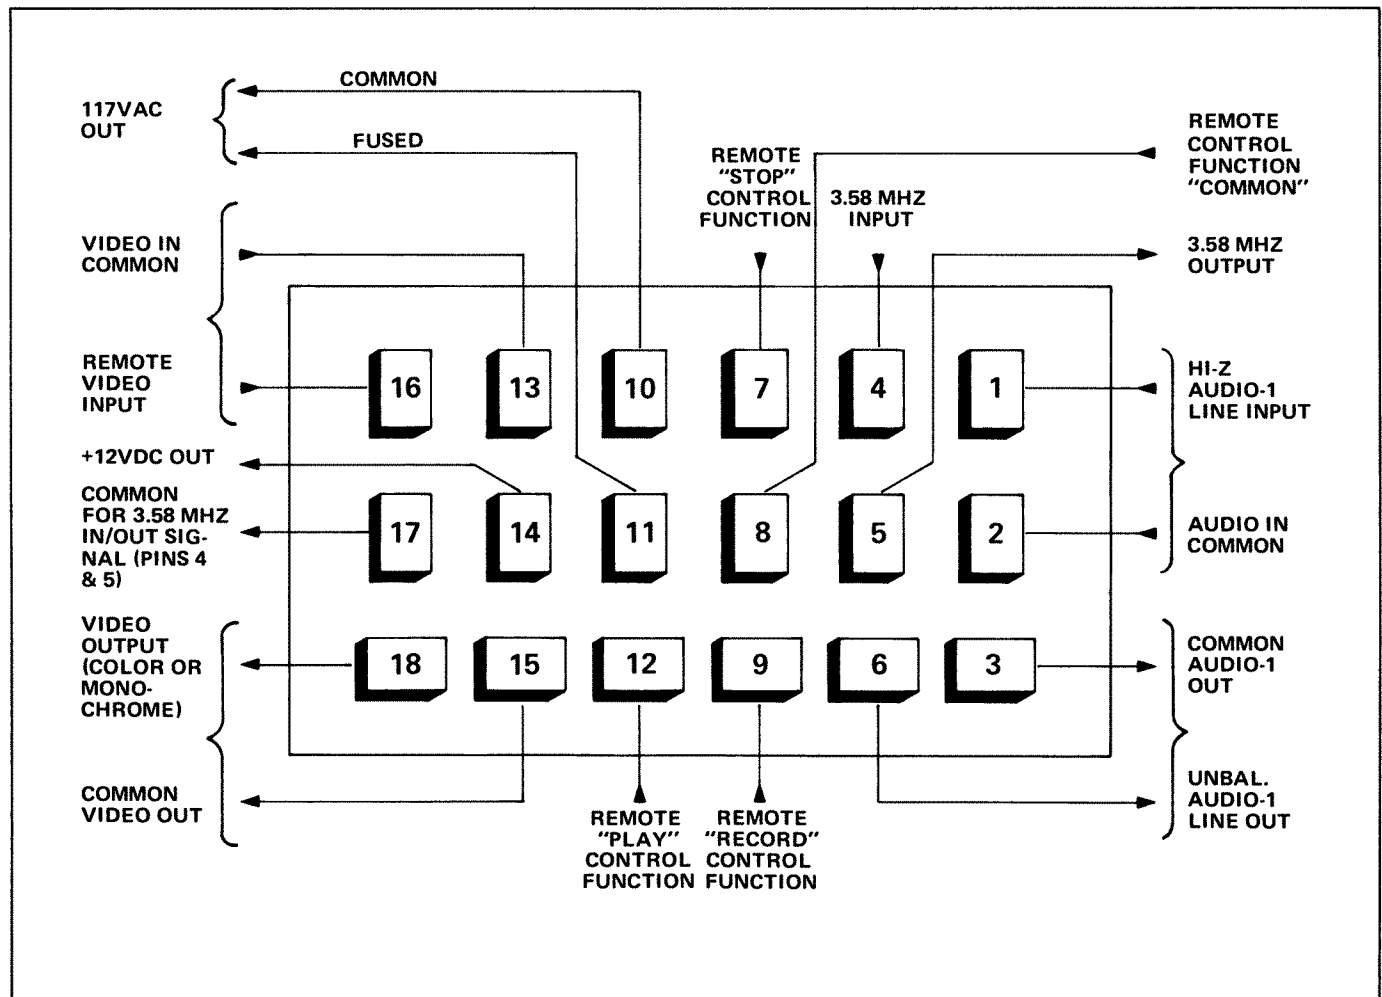 117VAC
OUT
COMMON
FUSED
REMOTE
"STOP"
CONTROL
FUNCTION
3.58 MHZ
INPUT
REMOTE
CONTROL
FUNCTION
"COMMON"
VIDEO IN
COMMON
3.58 MHZ
OUTPUT
REMOTE
VIDEO
INPUT
16 13 10 7 4 1
HI-Z
AUDIO-1
LINE INPUT
+12VDC OUT
COMMON
FOR 3.58 MHZ
IN/OUT SIG-
NAL (PINS 4
& 5)
17 14 11 8 5 2
AUDIO IN
COMMON
VIDEO
OUTPUT
(COLOR OR
MONO-
CHROME)
18 15 12 9 6 3
COMMON
AUDIO-1
OUT
COMMON
VIDEO OUT
REMOTE
"PLAY"
CONTROL
FUNCTION
REMOTE
"RECORD"
CONTROL
FUNCTION
UNBAL.
AUDIO-1
LINE OUT